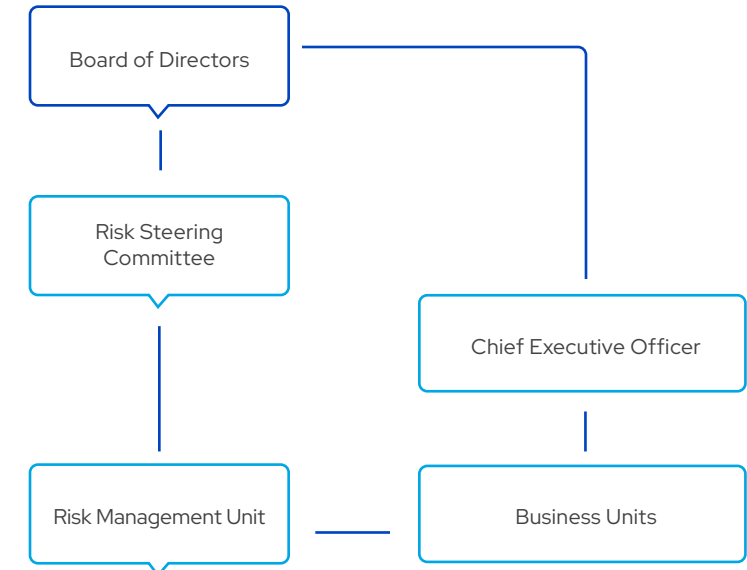 Board of Directors
Risk Steering
Committee
Chief Executive Officer
Risk Management Unit
Business Units